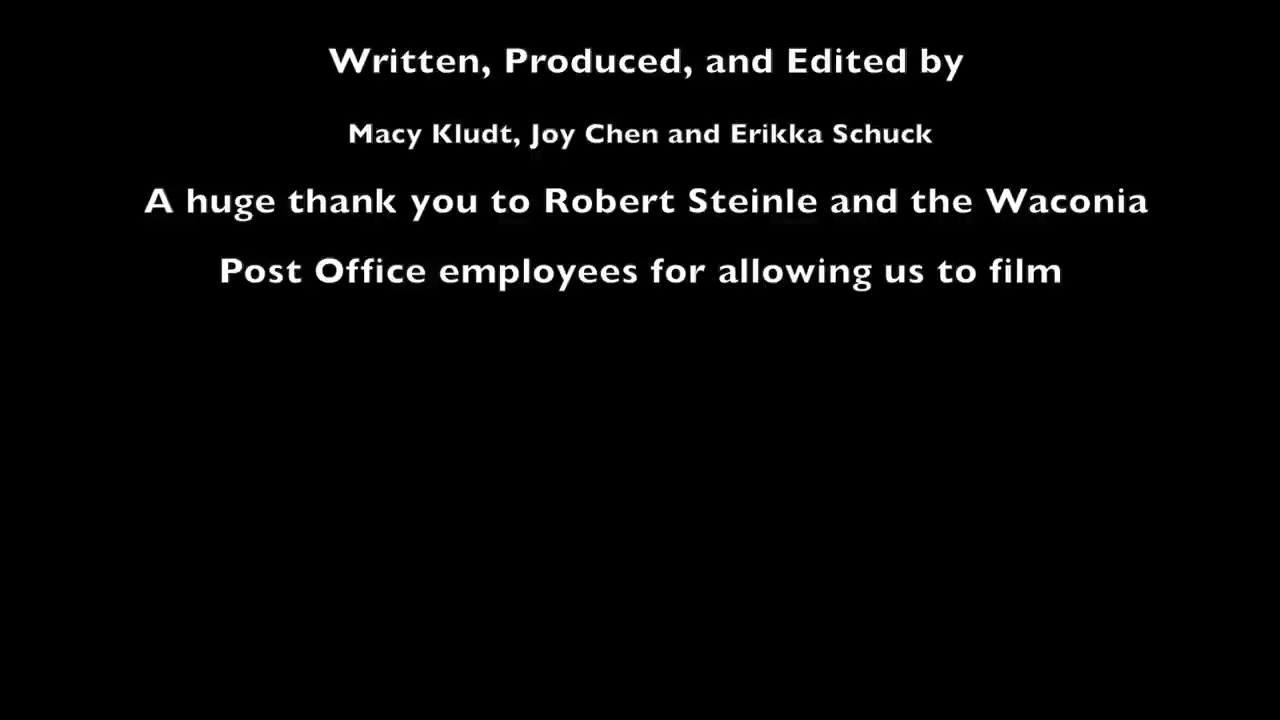 Written, Produced, and Edited by
Macy Kludt, Joy Chen and Erikka Schuck
A huge thank you to Robert Steinle and the Waconia
Post Office employees for allowing us to film